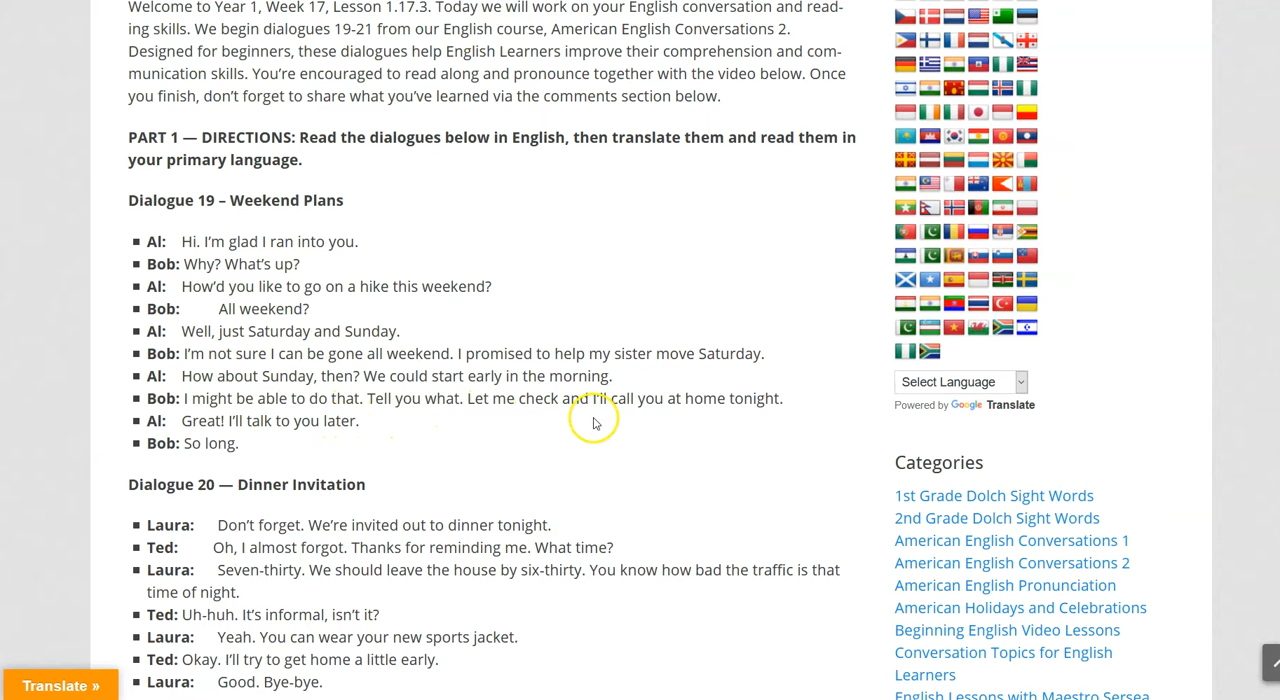 Welcome to Year 1, Week 17, Lesson 1.17.3. Today we will work on your English conversation and read-
ing skills. We begin dialogues 19-21 from our English course, American English Conversations 2.
Designed for you, these dialogues help English Learners improve their comprehension and com-
munication skills. You’re encouraged to read along and pronounce together with the video below. Once
you finish, don’t forget to share what you’ve learned via the comments section below.
PART 1 — DIRECTIONS: Read the dialogues below in English, then translate them and read them in
your primary language.
Dialogue 19 – Weekend Plans
Al: Hi. I’m glad I ran into you.
Bob: Why? What’s up?
Al: How’d you like to go on a hike this weekend?
Bob: All weekend?
Al: Well, just Saturday and Sunday.
Bob: I’m not sure I can be gone all weekend. I promised to help my sister move Saturday.
Al: How about Sunday, then? We could start early in the morning.
Bob: I might be able to do that. Tell you what. Let me check and I’ll call you at home tonight.
Al: Great! I’ll talk to you later.
Bob: So long.
Dialogue 20 — Dinner Invitation
Laura: Don’t forget. We’re invited out to dinner tonight.
Ted: Oh, I almost forgot. Thanks for reminding me. What time?
Laura: Seven-thirty. We should leave the house by six-thirty. You know how bad the traffic is that
time of night.
Ted: Uh-huh. It’s informal, isn’t it?
Laura: Yeah. You can wear your new sports jacket.
Ted: Okay. I’ll try to get home a little early.
Laura: Good. Bye-bye.
Translate »
Select Language
Powered by Google Translate
Categories
1st Grade Dolch Sight Words
2nd Grade Dolch Sight Words
American English Conversations 1
American English Conversations 2
American English Pronunciation
American Holidays and Celebrations
Beginning English Video Lessons
Conversation Topics for English
Learners
English Lessons with Maestro Sersea